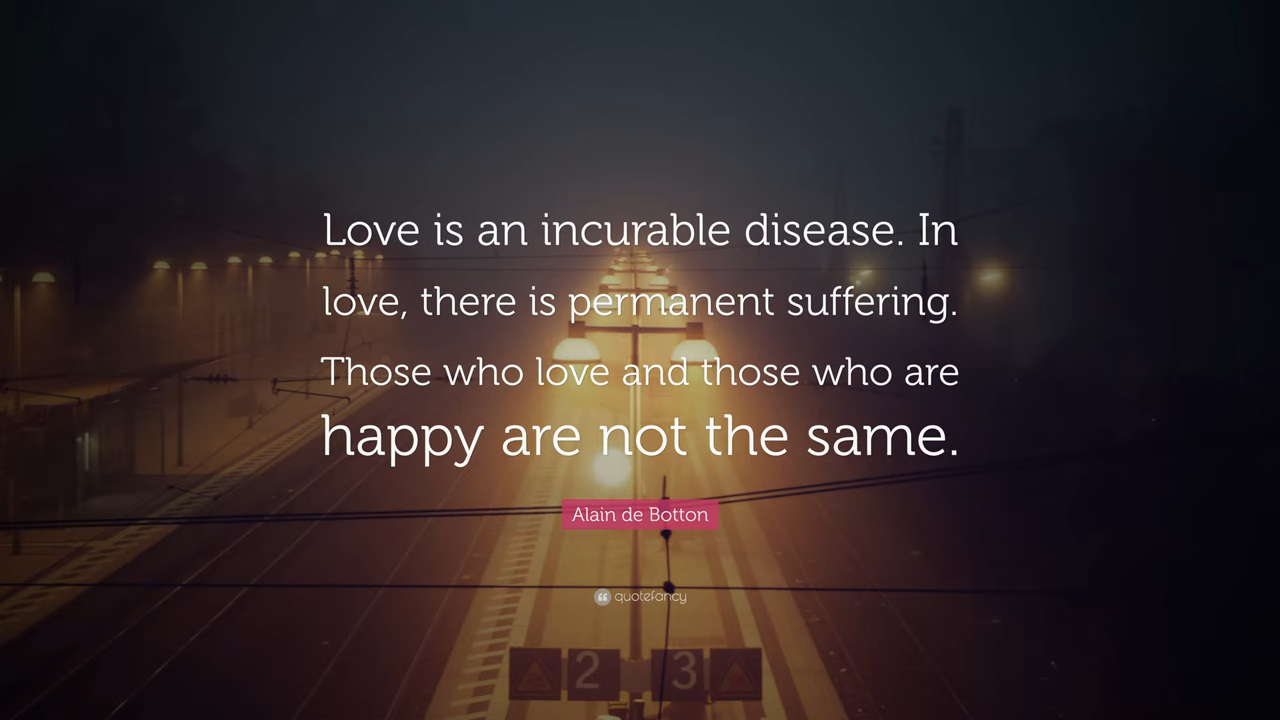 Love is an incurable disease. In
love, there is permanent suffering.
Those who love and those who are
happy are not the same.
Alain de Botton
quotefancy
2 3